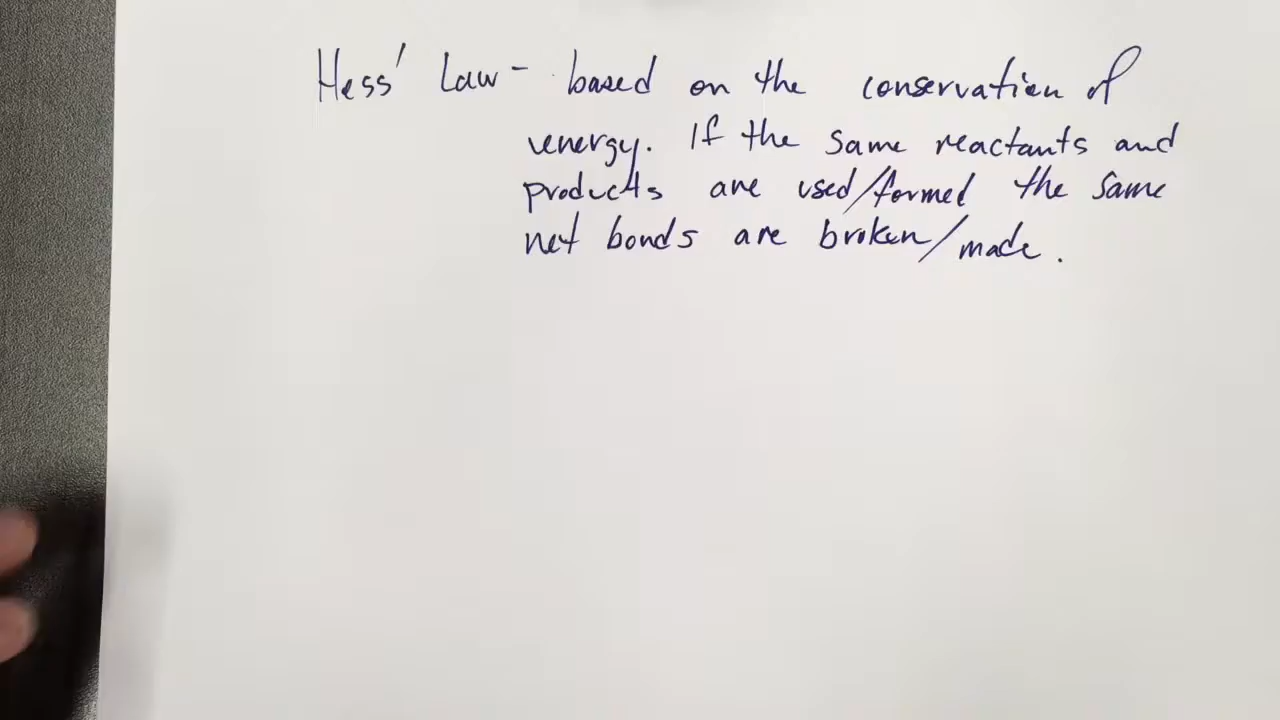 Hess' Law - based on the conservation of
energy. If the same reactants and
products are used/formed the same
net bonds are broken/made.